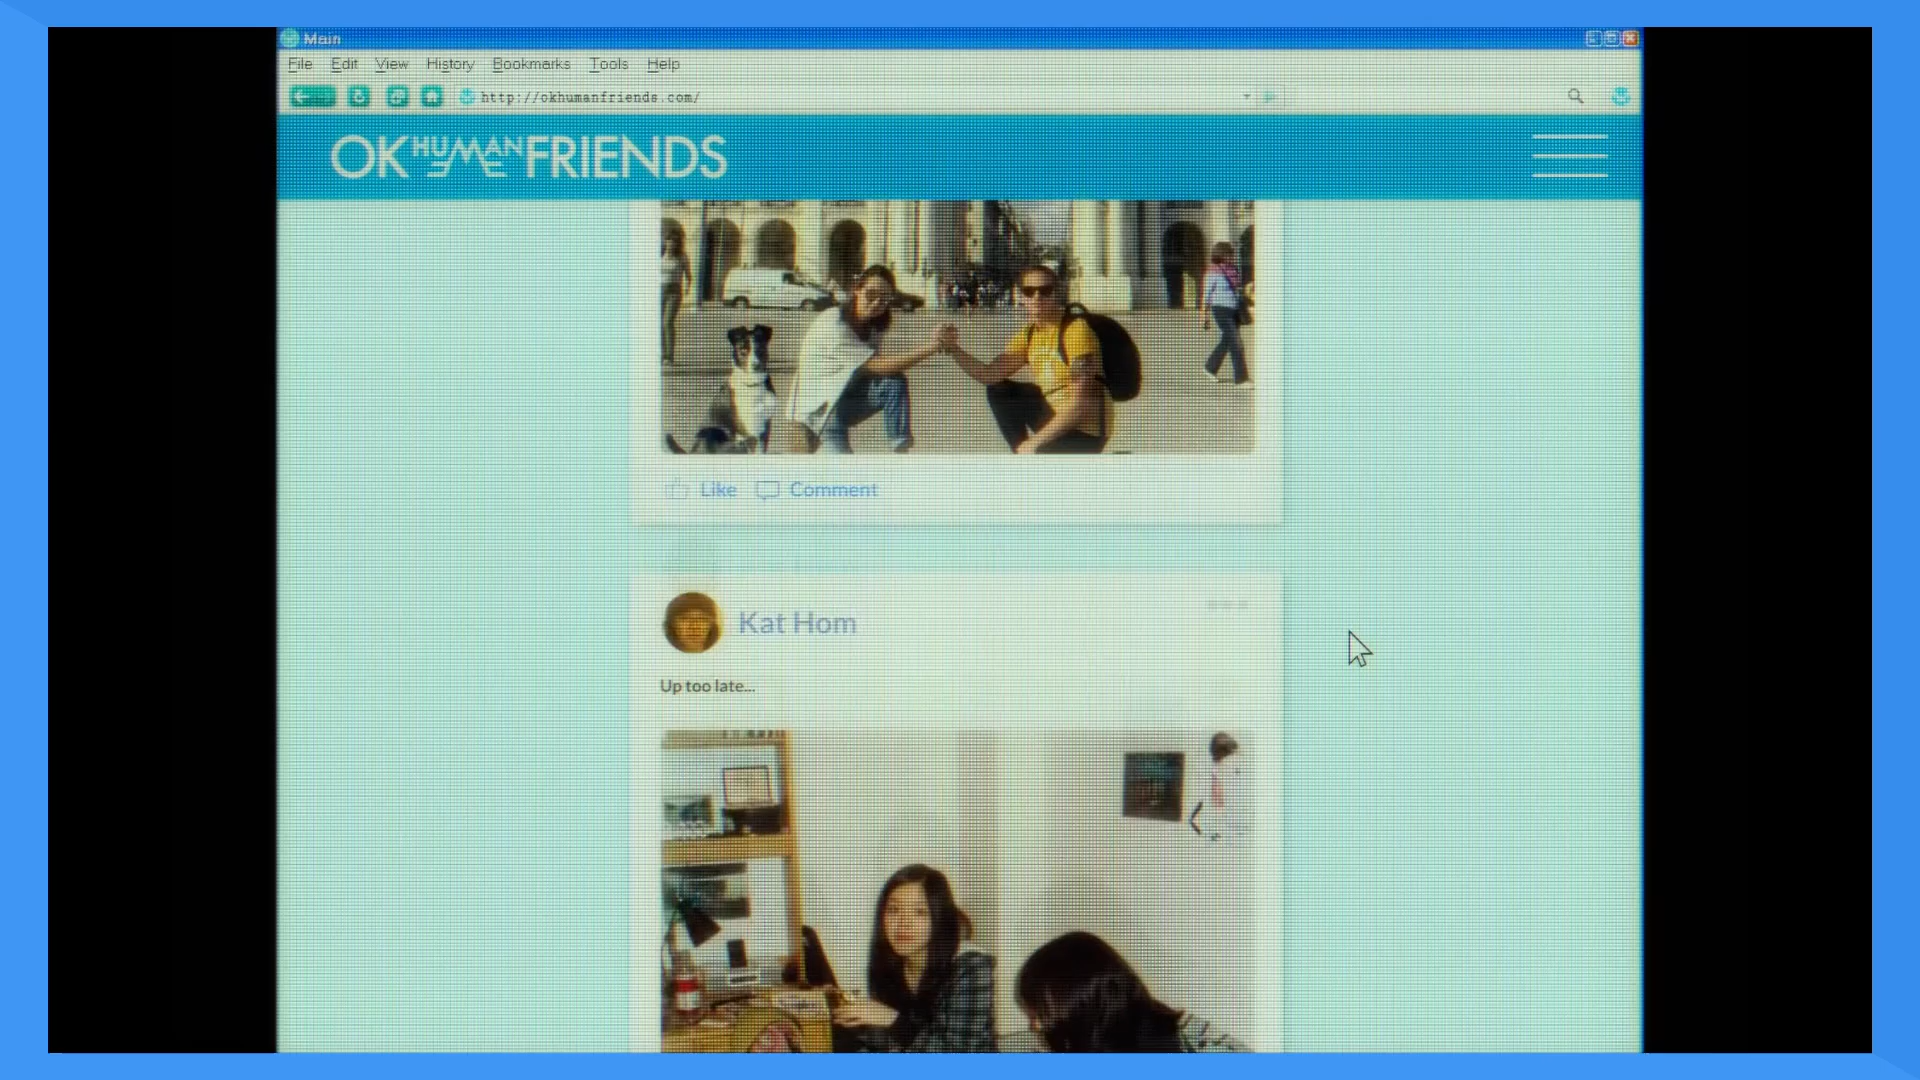 Main
File Edit View History Bookmarks Tools Help
http://okhumanfriends.com/
OK HUMAN FRIENDS
Like Comment
Kat Hom
Up too late...